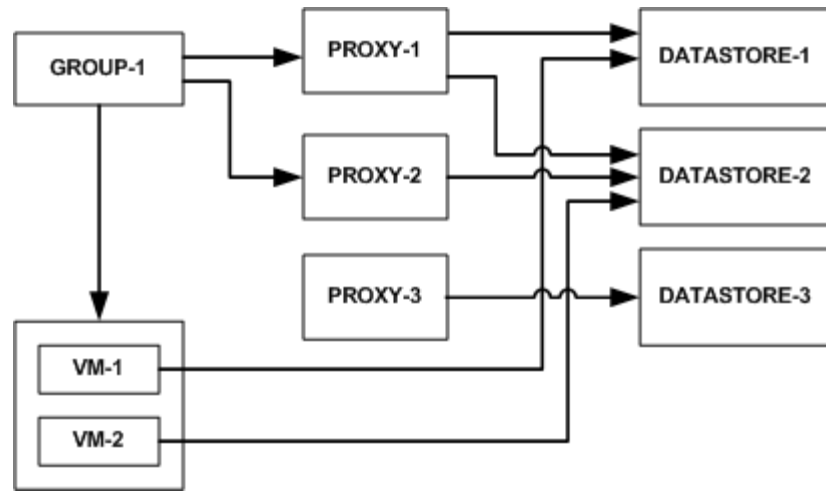 GROUP-1
PROXY-1
DATASTORE-1
PROXY-2
DATASTORE-2
PROXY-3
DATASTORE-3
VM-1
VM-2